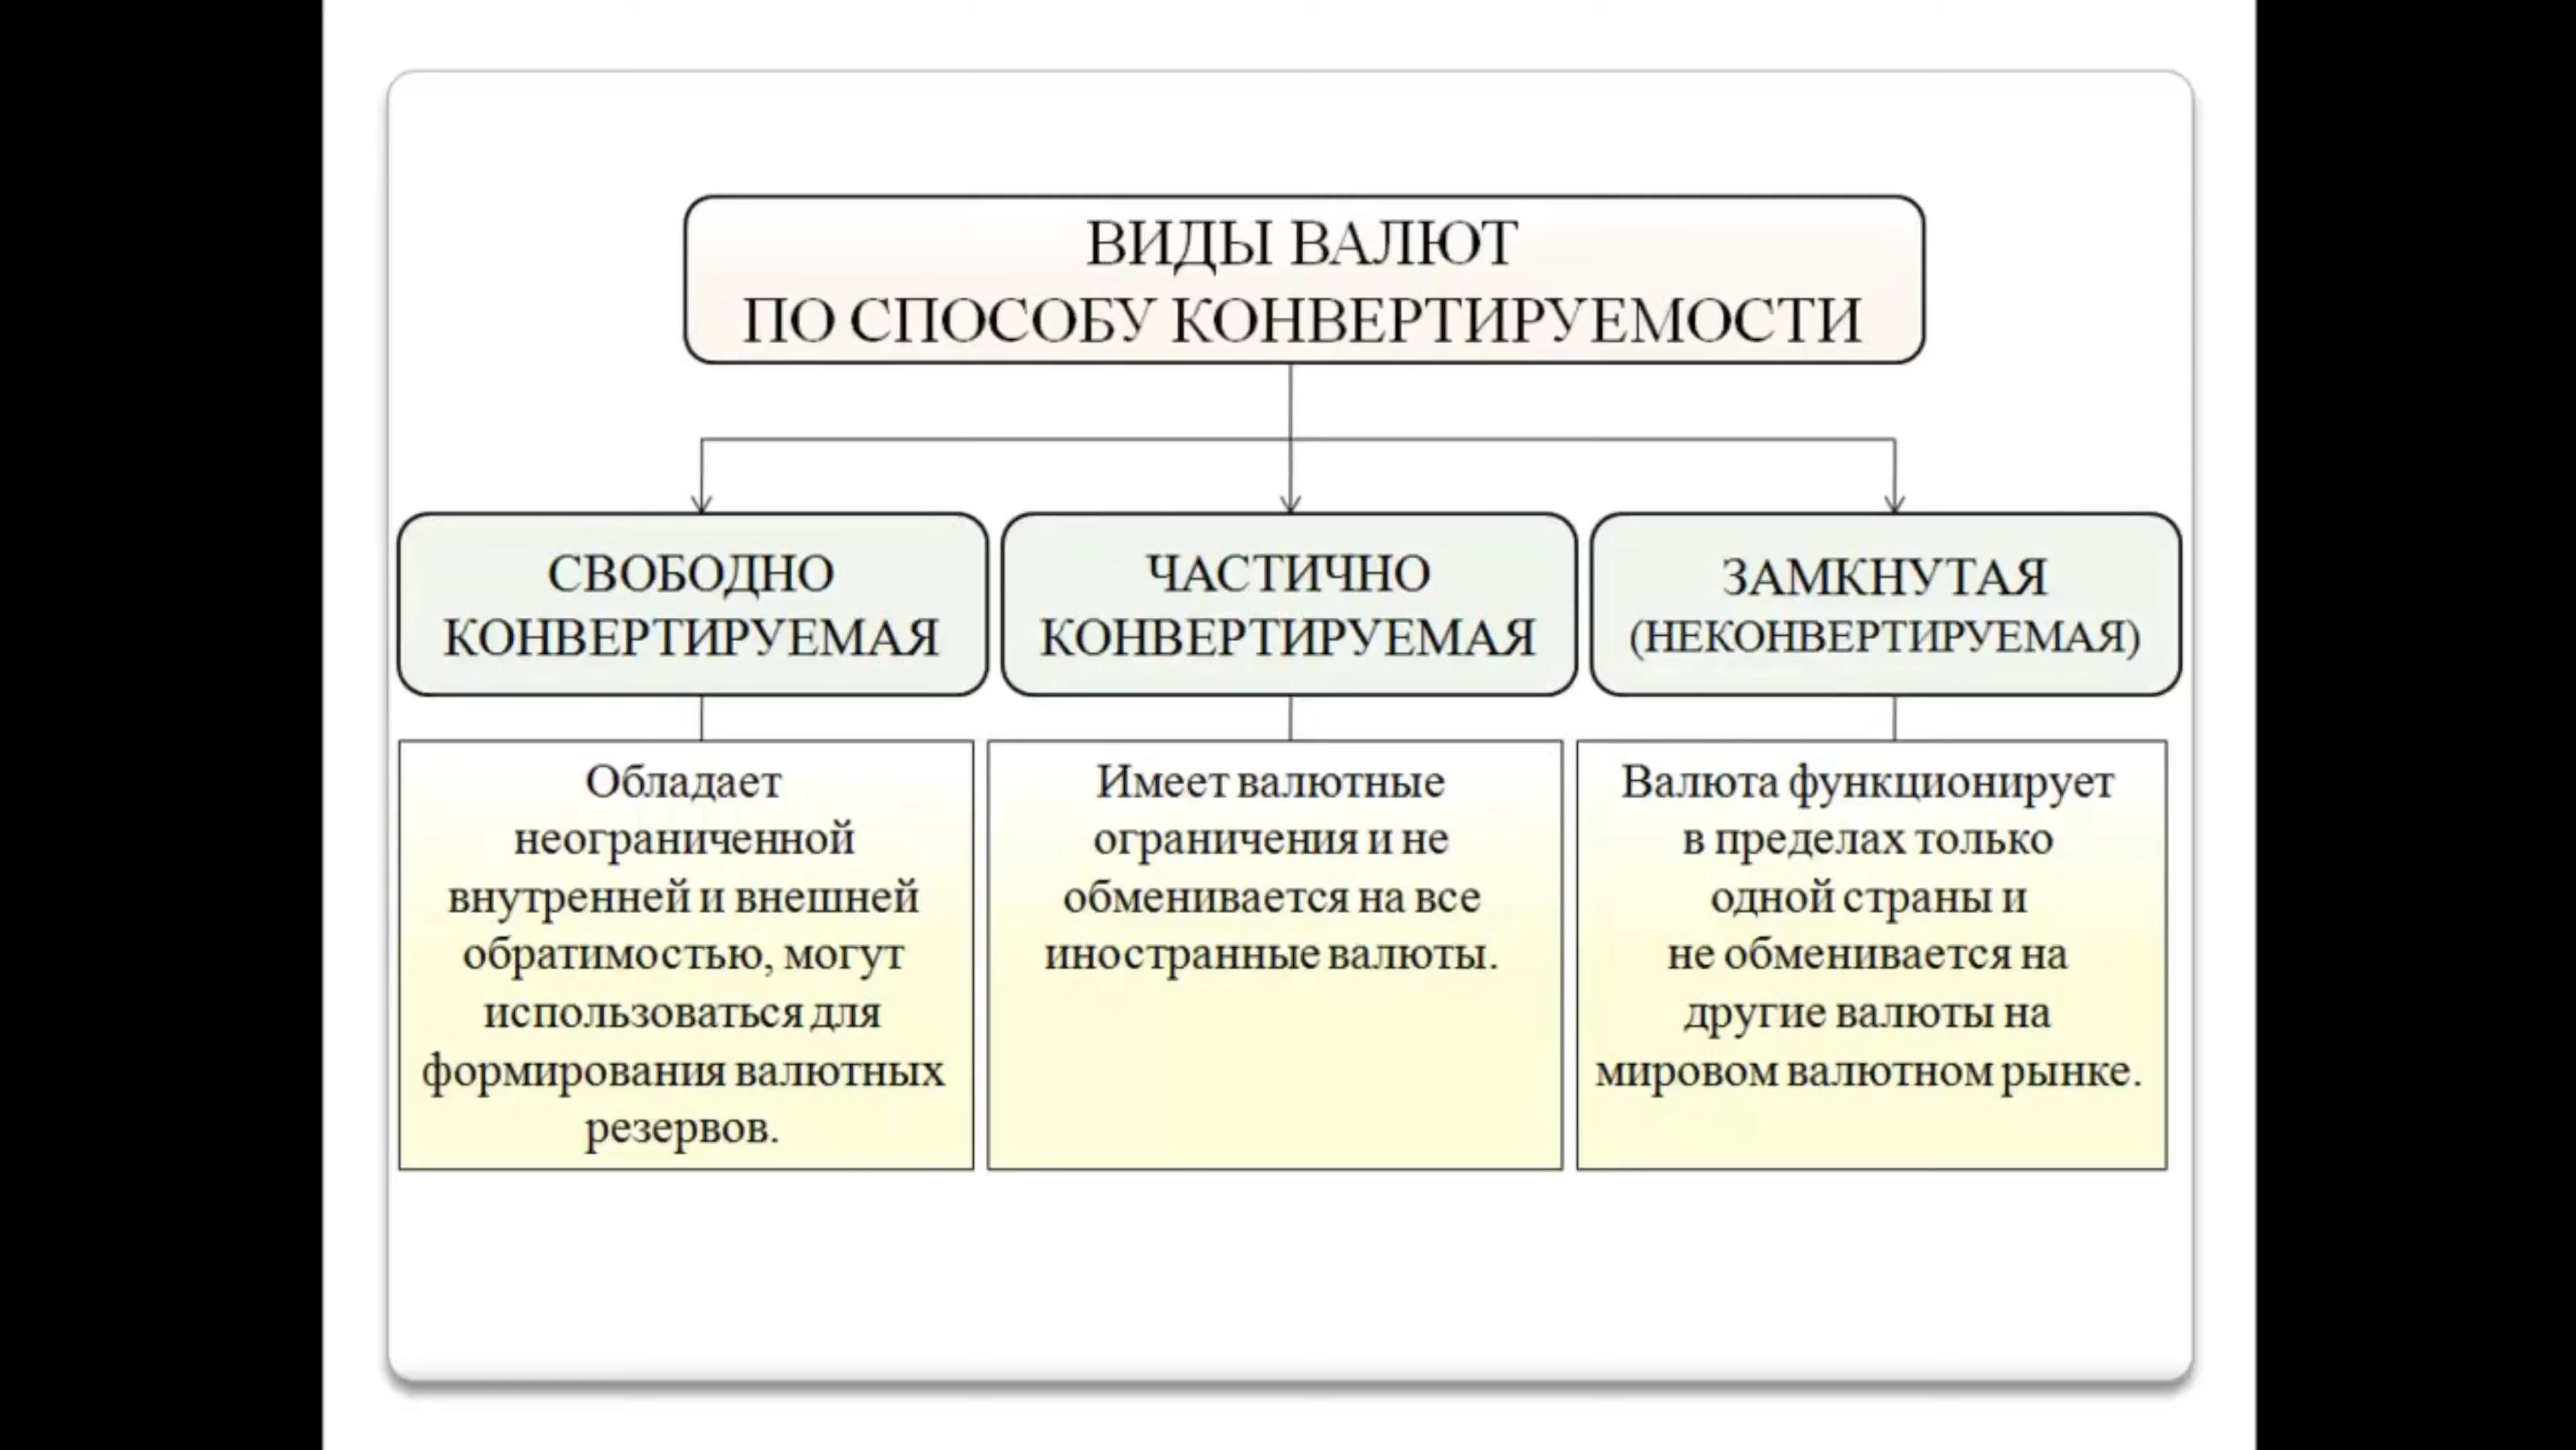 ВИДЫ ВАЛЮТ
ПО СПОСОБУ КОНВЕРТИРУЕМОСТИ
СВОБОДНО
КОНВЕРТИРУЕМАЯ
Обладает
неограниченной
внутренней и внешней
обратимостью, могут
использоваться для
формирования валютных
резервов.
ЧАСТИЧНО
КОНВЕРТИРУЕМАЯ
Имеет валютные
ограничения и не
обменивается на все
иностранные валюты.
ЗАМКНУТАЯ
(НЕКОНВЕРТИРУЕМАЯ)
Валюта функционирует
в пределах только
одной страны и
не обменивается на
другие валюты на
мировом валютном рынке.